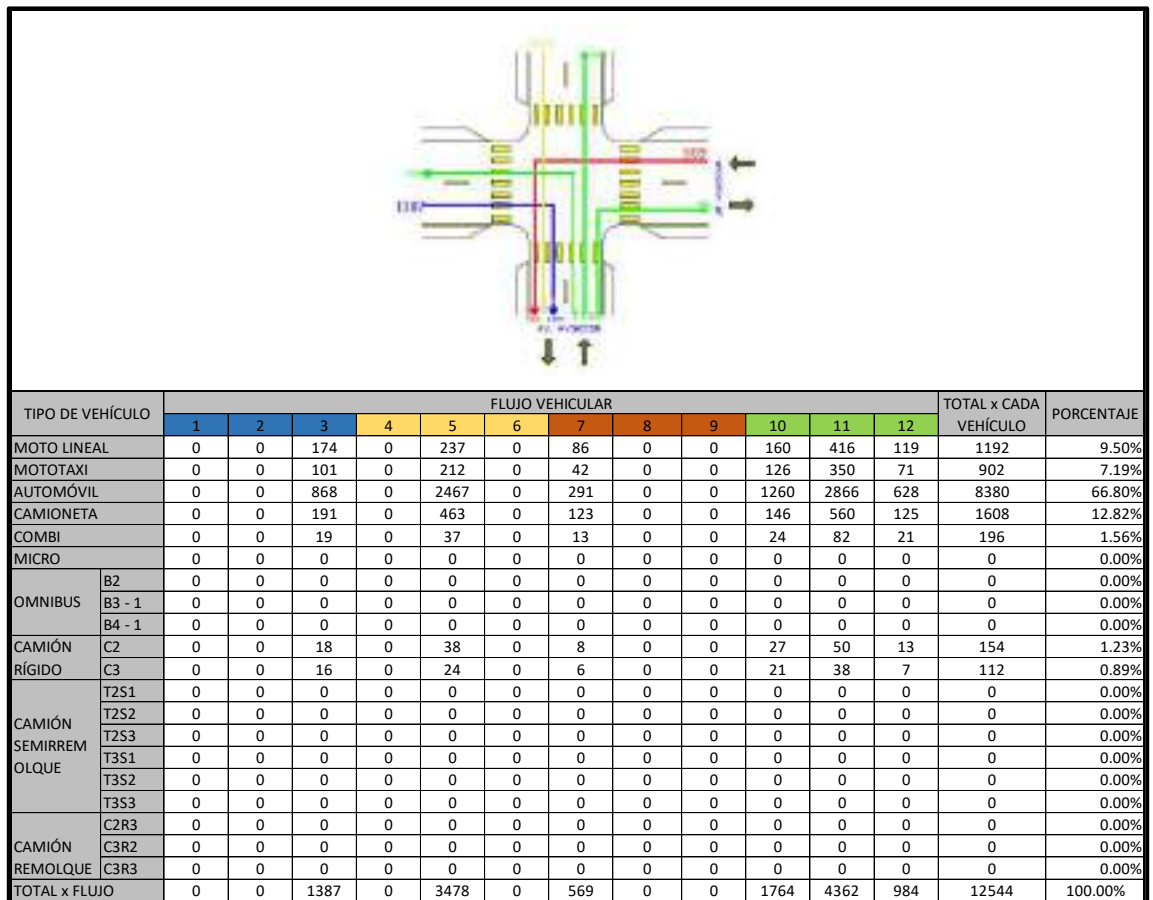 FLUJO VEHICULAR
TIPO DE VEHÍCULO 1 2 3 4 5 6 7 8 9 10 11 12 TOTAL x CADA VEHÍCULO PORCENTAJE
MOTO LINEAL 0 0 174 0 237 0 86 0 0 160 416 119 1192 9.50%
MOTOTAXI 0 0 101 0 212 0 42 0 0 126 350 71 902 7.19%
AUTOMÓVIL 0 0 868 0 2467 0 291 0 0 1260 2866 628 8380 66.80%
CAMIONETA 0 0 191 0 463 0 123 0 0 146 560 125 1608 12.82%
COMBI 0 0 19 0 37 0 13 0 0 24 82 21 196 1.56%
MICRO 0 0 0 0 0 0 0 0 0 0 0 0 0 0.00%
OMNIBUS B2 0 0 0 0 0 0 0 0 0 0 0 0 0 0.00%
B3 - 1 0 0 0 0 0 0 0 0 0 0 0 0 0 0.00%
B4 - 1 0 0 0 0 0 0 0 0 0 0 0 0 0 0.00%
CAMIÓN RÍGIDO C2 0 0 18 0 38 0 8 0 0 27 50 13 154 1.23%
C3 0 0 16 0 24 0 6 0 0 21 38 7 112 0.89%
CAMIÓN SEMIRREM OLQUE T2S1 0 0 0 0 0 0 0 0 0 0 0 0 0 0.00%
T2S2 0 0 0 0 0 0 0 0 0 0 0 0 0 0.00%
T2S3 0 0 0 0 0 0 0 0 0 0 0 0 0 0.00%
T3S1 0 0 0 0 0 0 0 0 0 0 0 0 0 0.00%
T3S2 0 0 0 0 0 0 0 0 0 0 0 0 0 0.00%
T3S3 0 0 0 0 0 0 0 0 0 0 0 0 0 0.00%
CAMIÓN REMOLQUE C2R3 0 0 0 0 0 0 0 0 0 0 0 0 0 0.00%
C3R2 0 0 0 0 0 0 0 0 0 0 0 0 0 0.00%
C3R3 0 0 0 0 0 0 0 0 0 0 0 0 0 0.00%
TOTAL x FLUJO 0 0 1387 0 3478 0 569 0 0 1764 4362 984 12544 100.00%